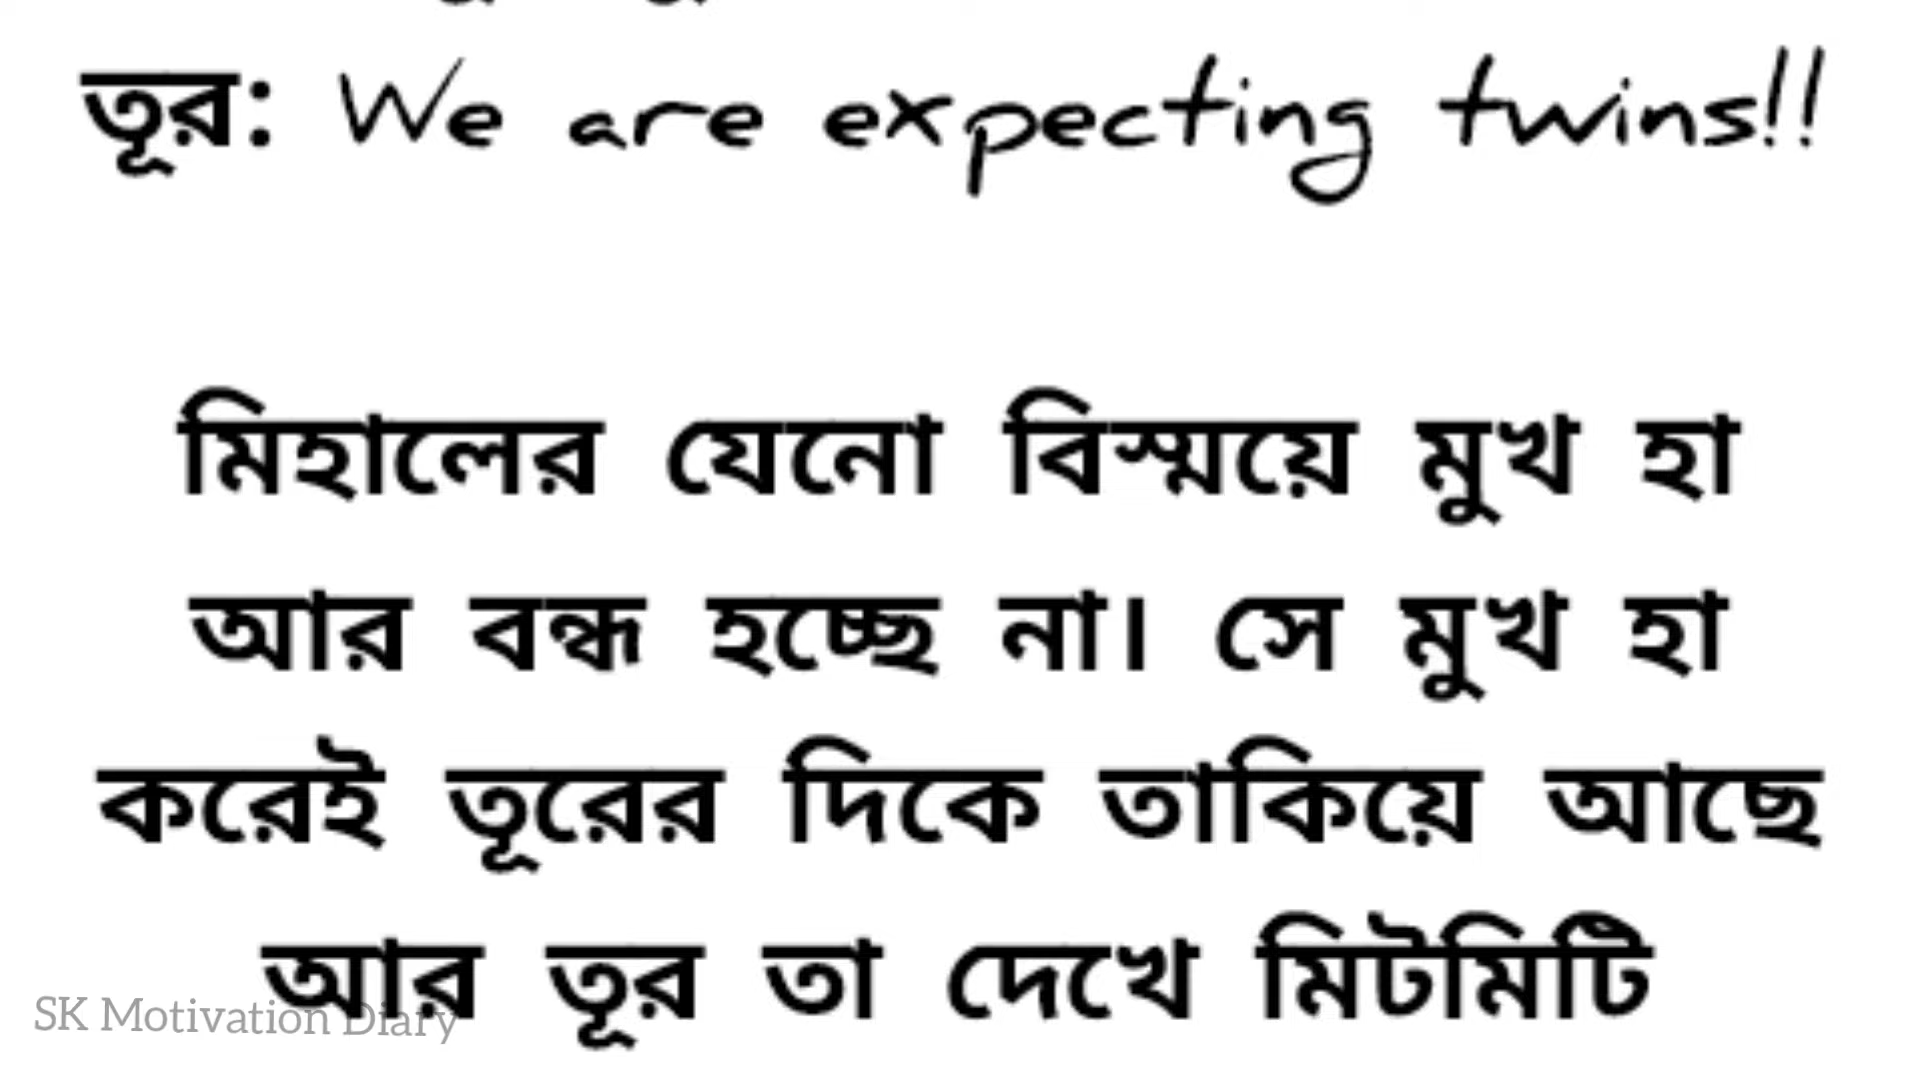 তূর: We are expecting twins!!
মিহালের যেনো বিস্ময়ে মুখ হা
আর বন্ধ হচ্ছে না। সে মুখ হা
করেই তূরের দিকে তাকিয়ে আছে
আর তূর তা দেখে মিটমিটি
SK Motivation Diary